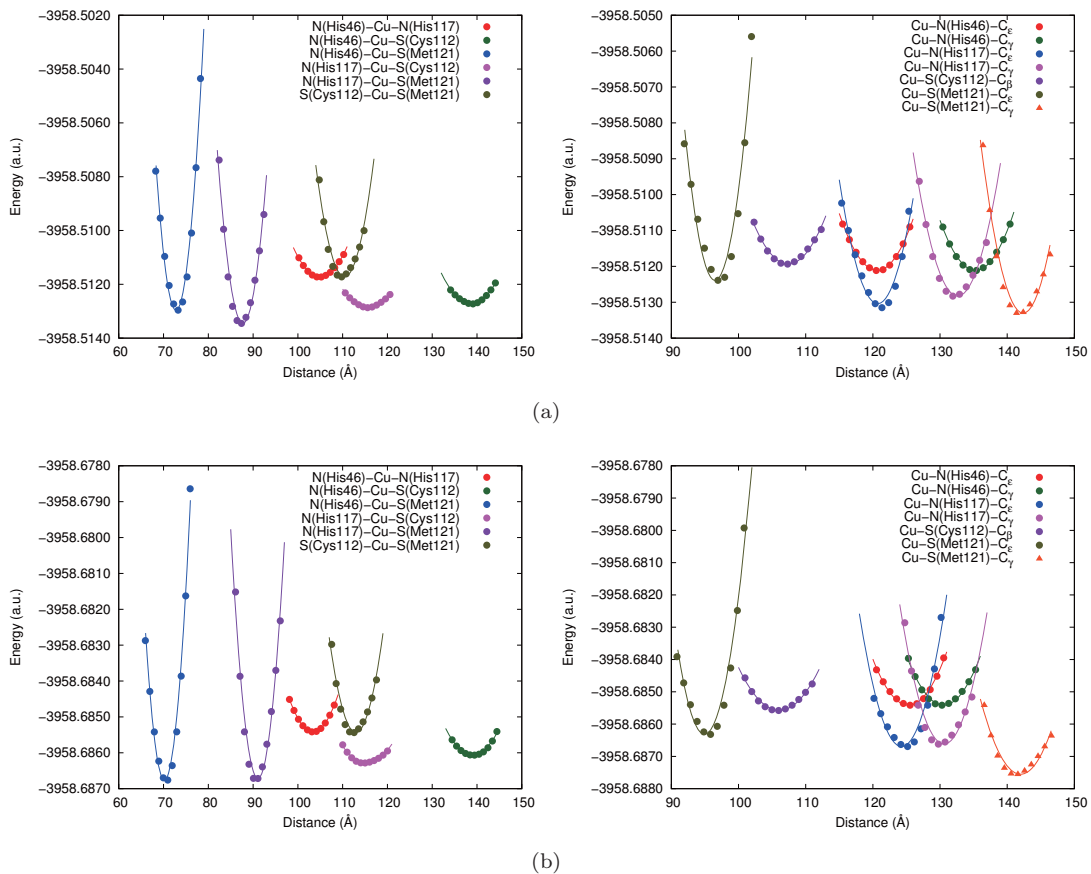 -3958.5020
-3958.5040
-3958.5060
-3958.5080
-3958.5100
-3958.5120
-3958.5140
Energy (a.u.)
60 70 80 90 100 110 120 130 140 150
Distance (Å)
N(His46)-Cu-N(His117)
N(His46)-Cu-S(Cys112)
N(His46)-Cu-S(Met121)
N(His117)-Cu-S(Cys112)
N(His117)-Cu-S(Met121)
S(Cys112)-Cu-S(Met121)
-3958.5050
-3958.5060
-3958.5070
-3958.5080
-3958.5090
-3958.5100
-3958.5110
-3958.5120
-3958.5130
-3958.5140
Energy (a.u.)
90 100 110 120 130 140 150
Distance (Å)
Cu-N(His46)-Cε
Cu-N(His46)-Cγ
Cu-N(His117)-Cε
Cu-N(His117)-Cγ
Cu-S(Cys112)-Cβ
Cu-S(Met121)-Cε
Cu-S(Met121)-Cγ
(a)
-3958.6780
-3958.6790
-3958.6800
-3958.6810
-3958.6820
-3958.6830
-3958.6840
-3958.6850
-3958.6860
-3958.6870
Energy (a.u.)
60 70 80 90 100 110 120 130 140 150
Distance (Å)
N(His46)-Cu-N(His117)
N(His46)-Cu-S(Cys112)
N(His46)-Cu-S(Met121)
N(His117)-Cu-S(Cys112)
N(His117)-Cu-S(Met121)
S(Cys112)-Cu-S(Met121)
-3958.6780
-3958.6790
-3958.6800
-3958.6810
-3958.6820
-3958.6830
-3958.6840
-3958.6850
-3958.6860
-3958.6870
-3958.6880
Energy (a.u.)
90 100 110 120 130 140 150
Distance (Å)
Cu-N(His46)-Cε
Cu-N(His46)-Cγ
Cu-N(His117)-Cε
Cu-N(His117)-Cγ
Cu-S(Cys112)-Cβ
Cu-S(Met121)-Cε
Cu-S(Met121)-Cγ
(b)